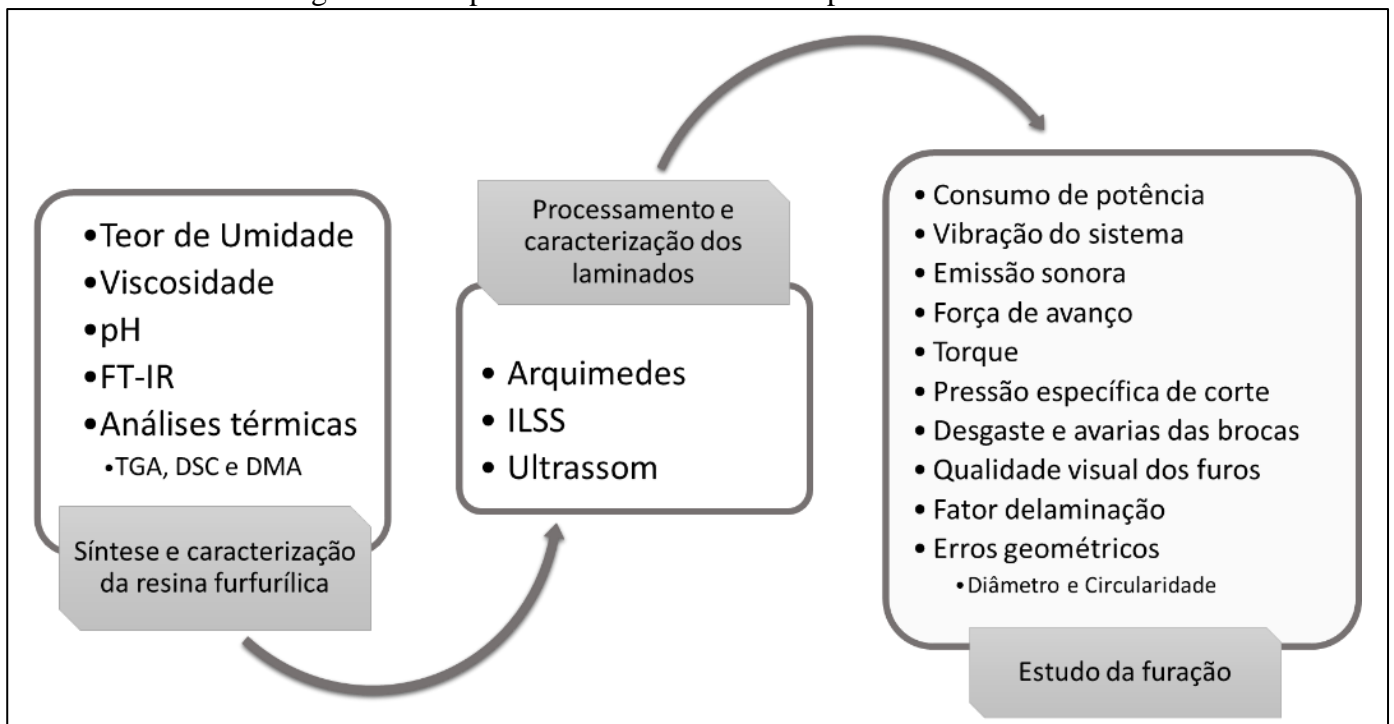 •Teor de Umidade
•Viscosidade
•pH
•FT-IR
•Análises térmicas
•TGA, DSC e DMA
Síntese e caracterização
da resina furfurílica
Processamento e
caracterização dos
laminados
• Arquimedes
• ILSS
• Ultrassom
• Consumo de potência
• Vibração do sistema
• Emissão sonora
• Força de avanço
• Torque
• Pressão específica de corte
• Desgaste e avarias das brocas
• Qualidade visual dos furos
• Fator delaminação
• Erros geométricos
•Diâmetro e Circularidade
Estudo da furação